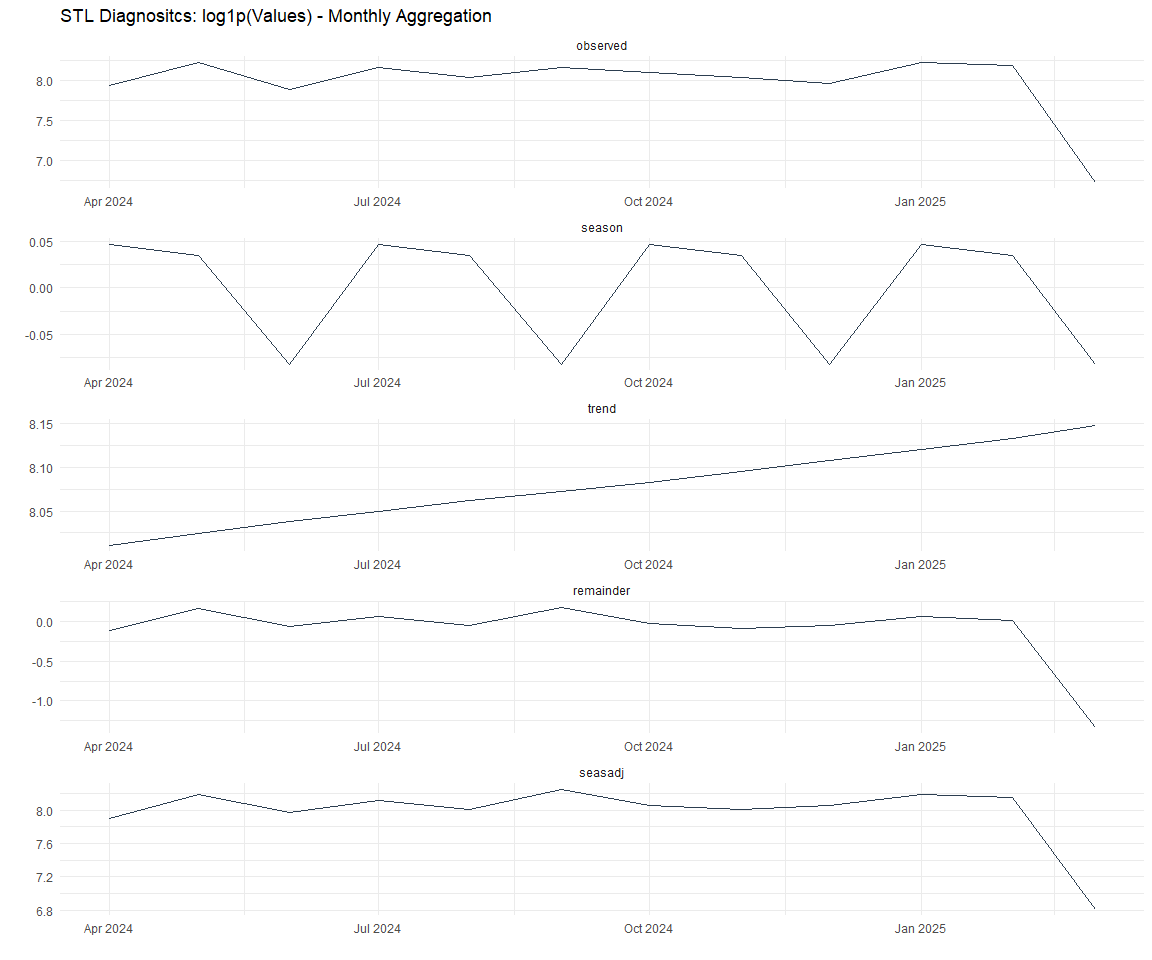 STL Diagnositcs: log1p(Values) - Monthly Aggregation
observed
8.0
7.5
7.0
Apr 2024 Jul 2024 Oct 2024 Jan 2025
season
0.05
0.00
-0.05
Apr 2024 Jul 2024 Oct 2024 Jan 2025
trend
8.15
8.10
8.05
Apr 2024 Jul 2024 Oct 2024 Jan 2025
remainder
0.0
-0.5
-1.0
Apr 2024 Jul 2024 Oct 2024 Jan 2025
seasadj
8.0
7.6
7.2
6.8
Apr 2024 Jul 2024 Oct 2024 Jan 2025